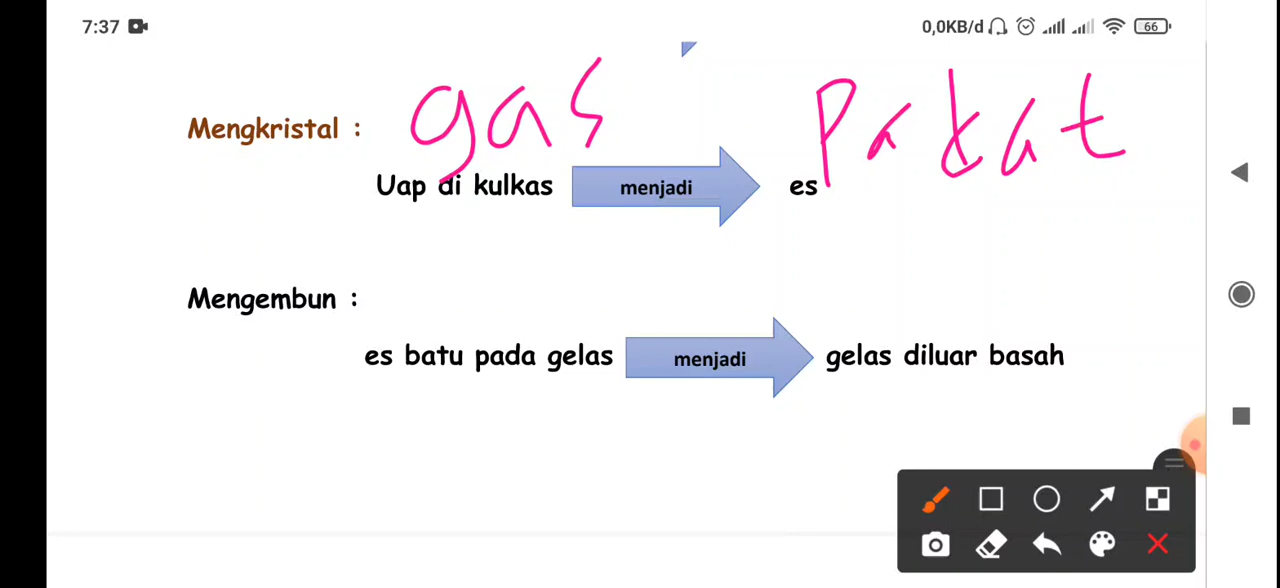 7:37
0,0KB/d
66
gas
Pakat
Mengkristal :
Uap di kulkas menjadi es
Mengembun :
es batu pada gelas menjadi gelas diluar basah